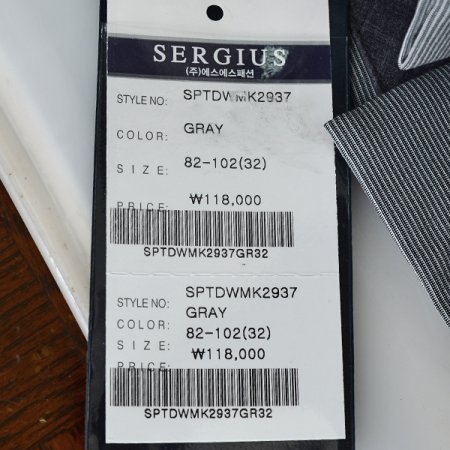 SERGIUS
(주)에스에스패션
STYLE NO: SPTDWMK2937
COLOR: GRAY
SIZE: 82-102(32)
PRICE: ₩118,000
SPTDWMK2937GR32
STYLE NO: SPTDWMK2937
COLOR: GRAY
SIZE: 82-102(32)
PRICE: ₩118,000
SPTDWMK2937GR32